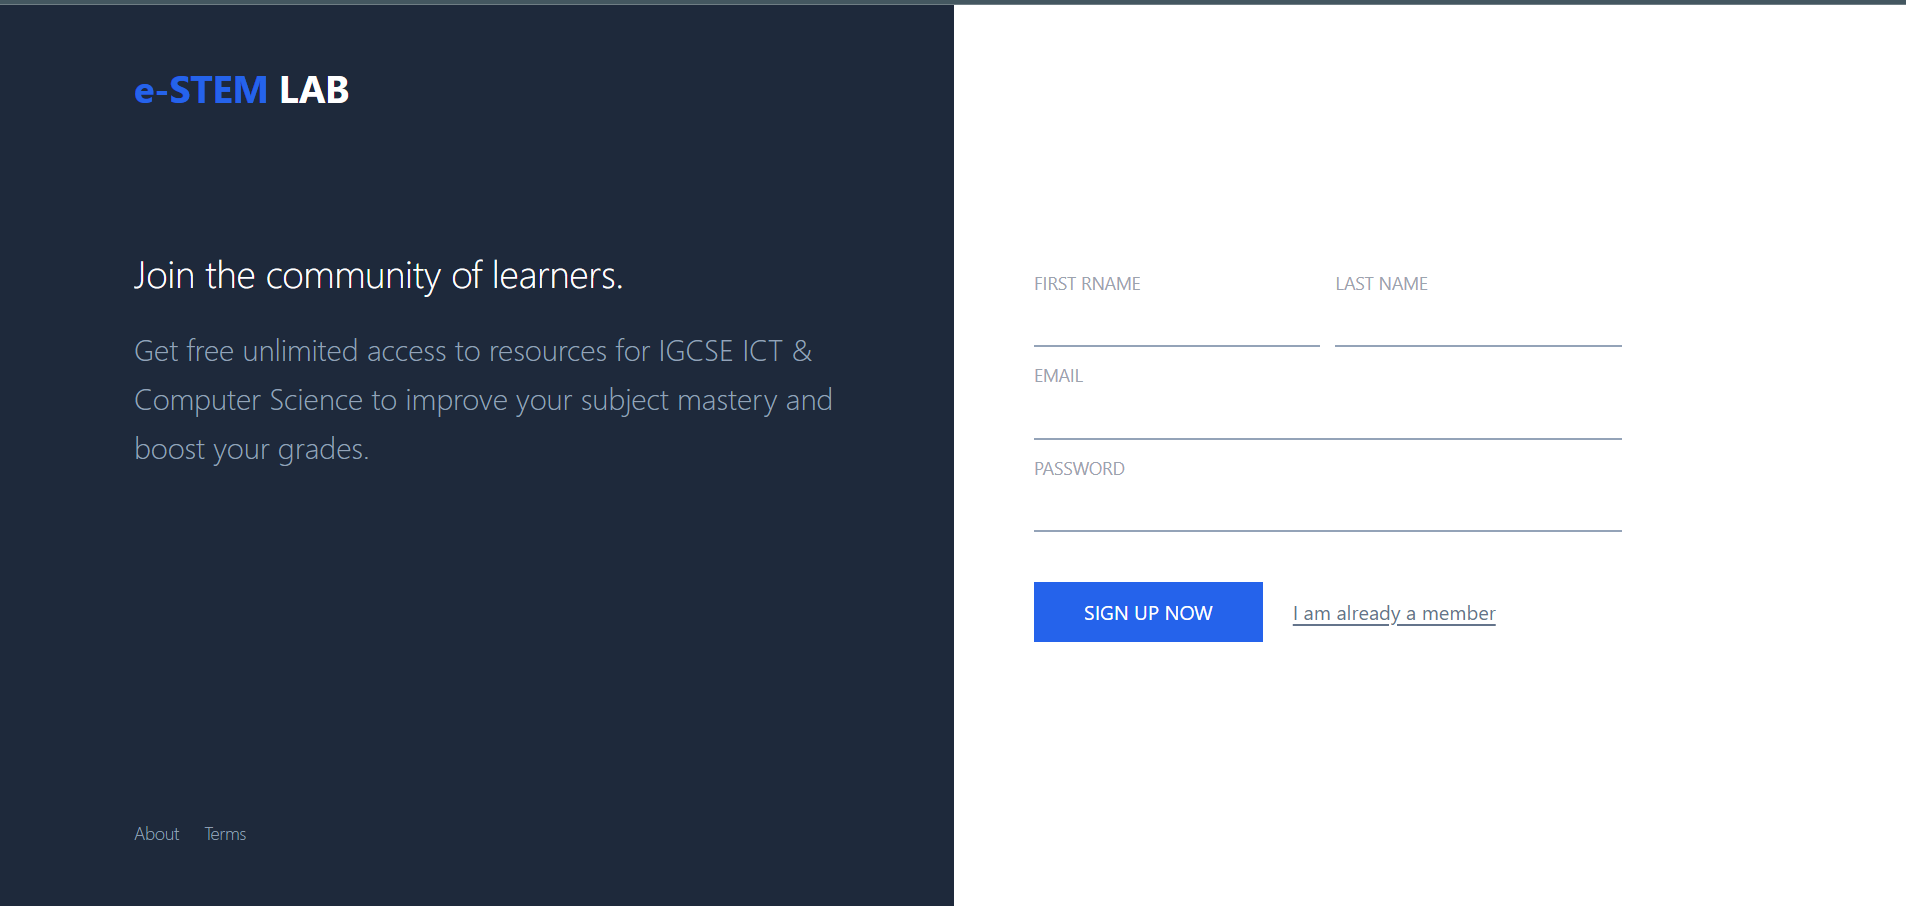 e-STEM LAB
Join the community of learners.
Get free unlimited access to resources for IGCSE ICT &
Computer Science to improve your subject mastery and
boost your grades.
About Terms
FIRST RNAME LAST NAME
EMAIL
PASSWORD
SIGN UP NOW I am already a member